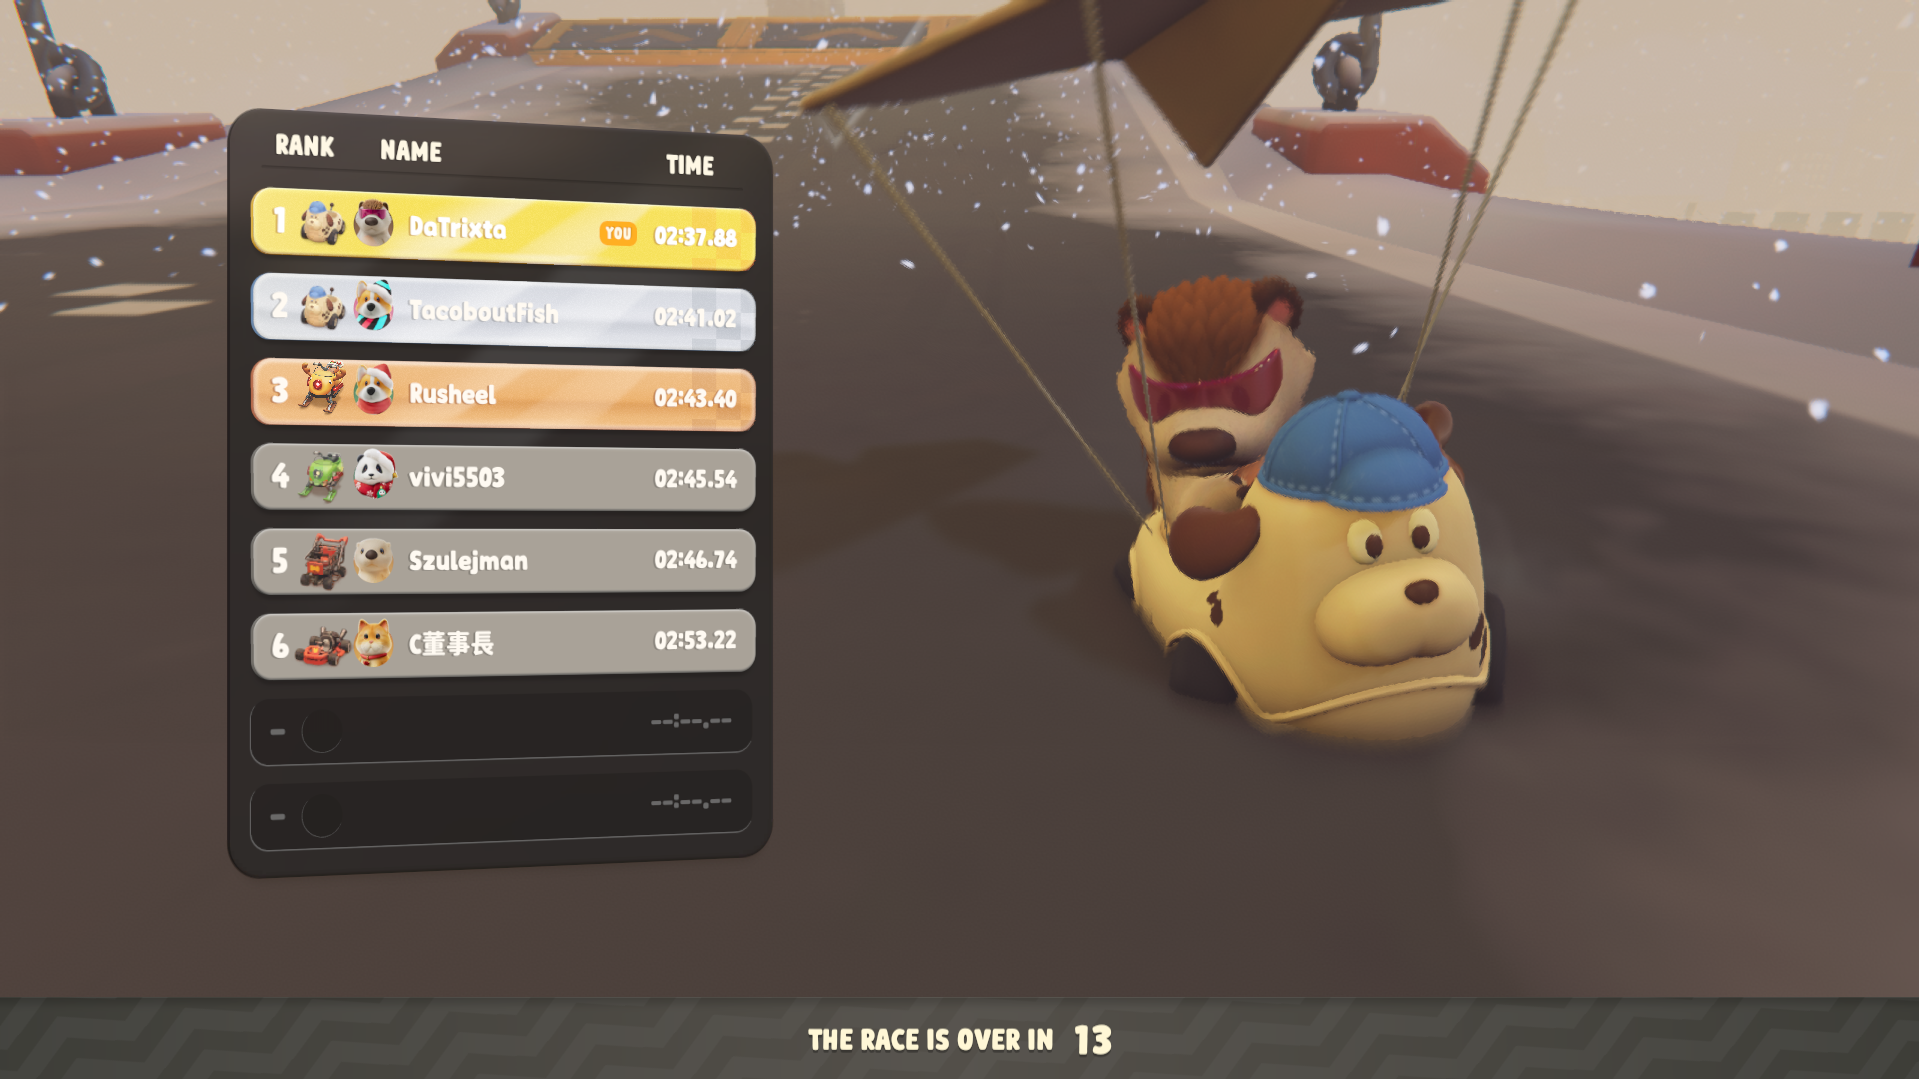 RANK NAME TIME
1 DaTrixta YOU 02:37.88
2 TacoboutFish 02:41.02
3 Rusheel 02:43.40
4 vivi5503 02:45.54
5 Szulejman 02:46.74
6 C董事長 02:53.22
- --:--.--
- --:--.--
THE RACE IS OVER IN 13